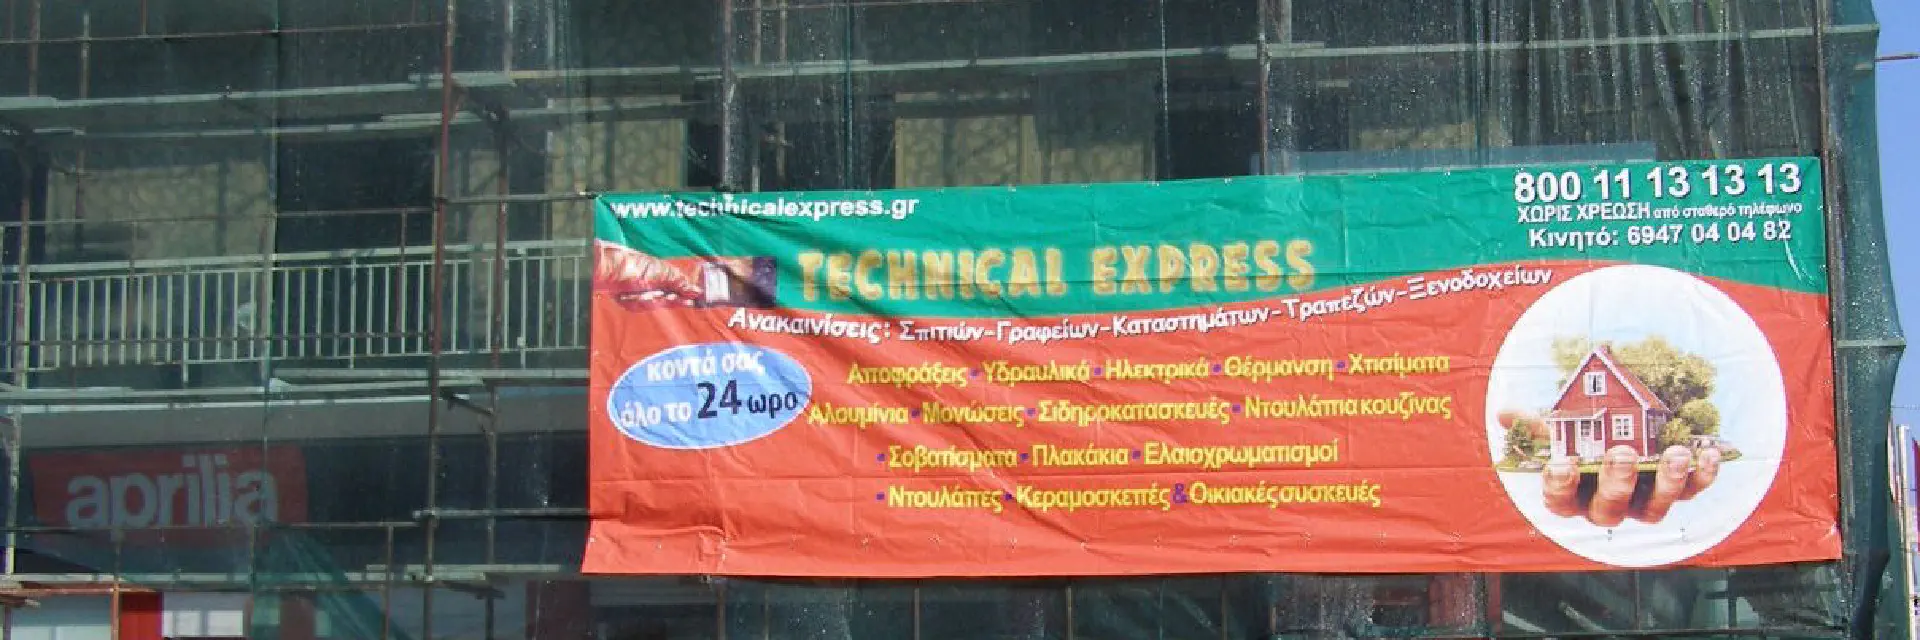 www.technicalexpress.gr
800 11 13 13 13
ΧΩΡΙΣ ΧΡΕΩΣΗ από σταθερό τηλέφωνο
Κινητό: 6947 04 04 82
TECHNICAL EXPRESS
Ανακαινίσεις: Σπιτιών-Γραφείων-Καταστημάτων-Τραπεζών-Ξενοδοχείων
κοντά σας
όλο το 24ωρο
Αποφράξεις • Υδραυλικά • Ηλεκτρικά • Θέρμανση • Χτισίματα
Αλουμίνια • Μονώσεις • Σιδηροκατασκευές • Ντουλάπια κουζίνας
• Σοβατίσματα • Πλακάκια • Ελαιοχρωματισμοί
• Ντουλάπες • Κεραμοσκεπές & Οικιακές συσκευές
aprilia